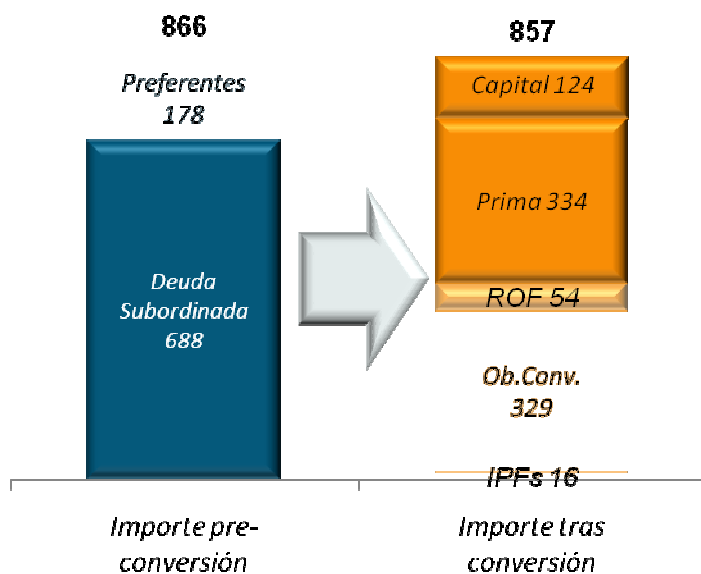 866
Preferentes
178
Deuda
Subordinada
688
857
Capital 124
Prima 334
ROF 54
Ob.Conv.
329
IPFs 16
Importe pre-
conversión
Importe tras
conversión